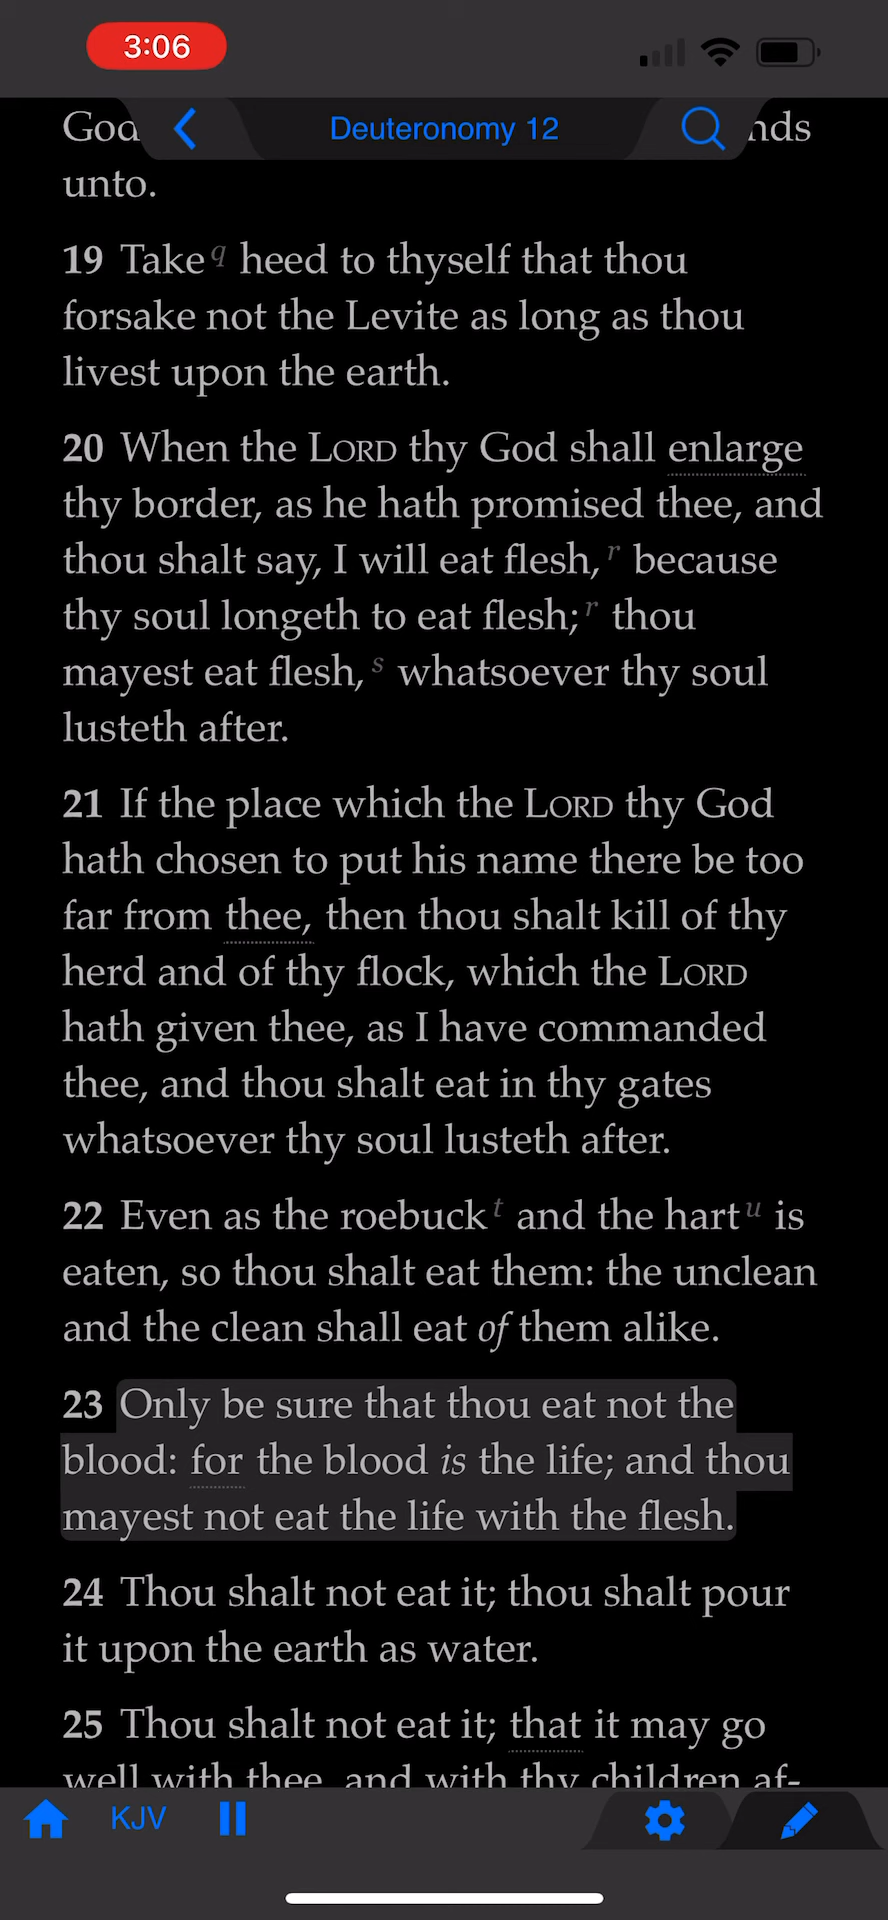 3:06
Deuteronomy 12
God nds
unto.
19 Take q heed to thyself that thou
forsake not the Levite as long as thou
livest upon the earth.
20 When the LORD thy God shall enlarge
thy border, as he hath promised thee, and
thou shalt say, I will eat flesh, r because
thy soul longeth to eat flesh; r thou
mayest eat flesh, s whatsoever thy soul
lusteth after.
21 If the place which the LORD thy God
hath chosen to put his name there be too
far from thee, then thou shalt kill of thy
herd and of thy flock, which the LORD
hath given thee, as I have commanded
thee, and thou shalt eat in thy gates
whatsoever thy soul lusteth after.
22 Even as the roebuck t and the hart u is
eaten, so thou shalt eat them: the unclean
and the clean shall eat of them alike.
23 Only be sure that thou eat not the
blood: for the blood is the life; and thou
mayest not eat the life with the flesh.
24 Thou shalt not eat it; thou shalt pour
it upon the earth as water.
25 Thou shalt not eat it; that it may go
well with thee, and with thy children af-
KJV